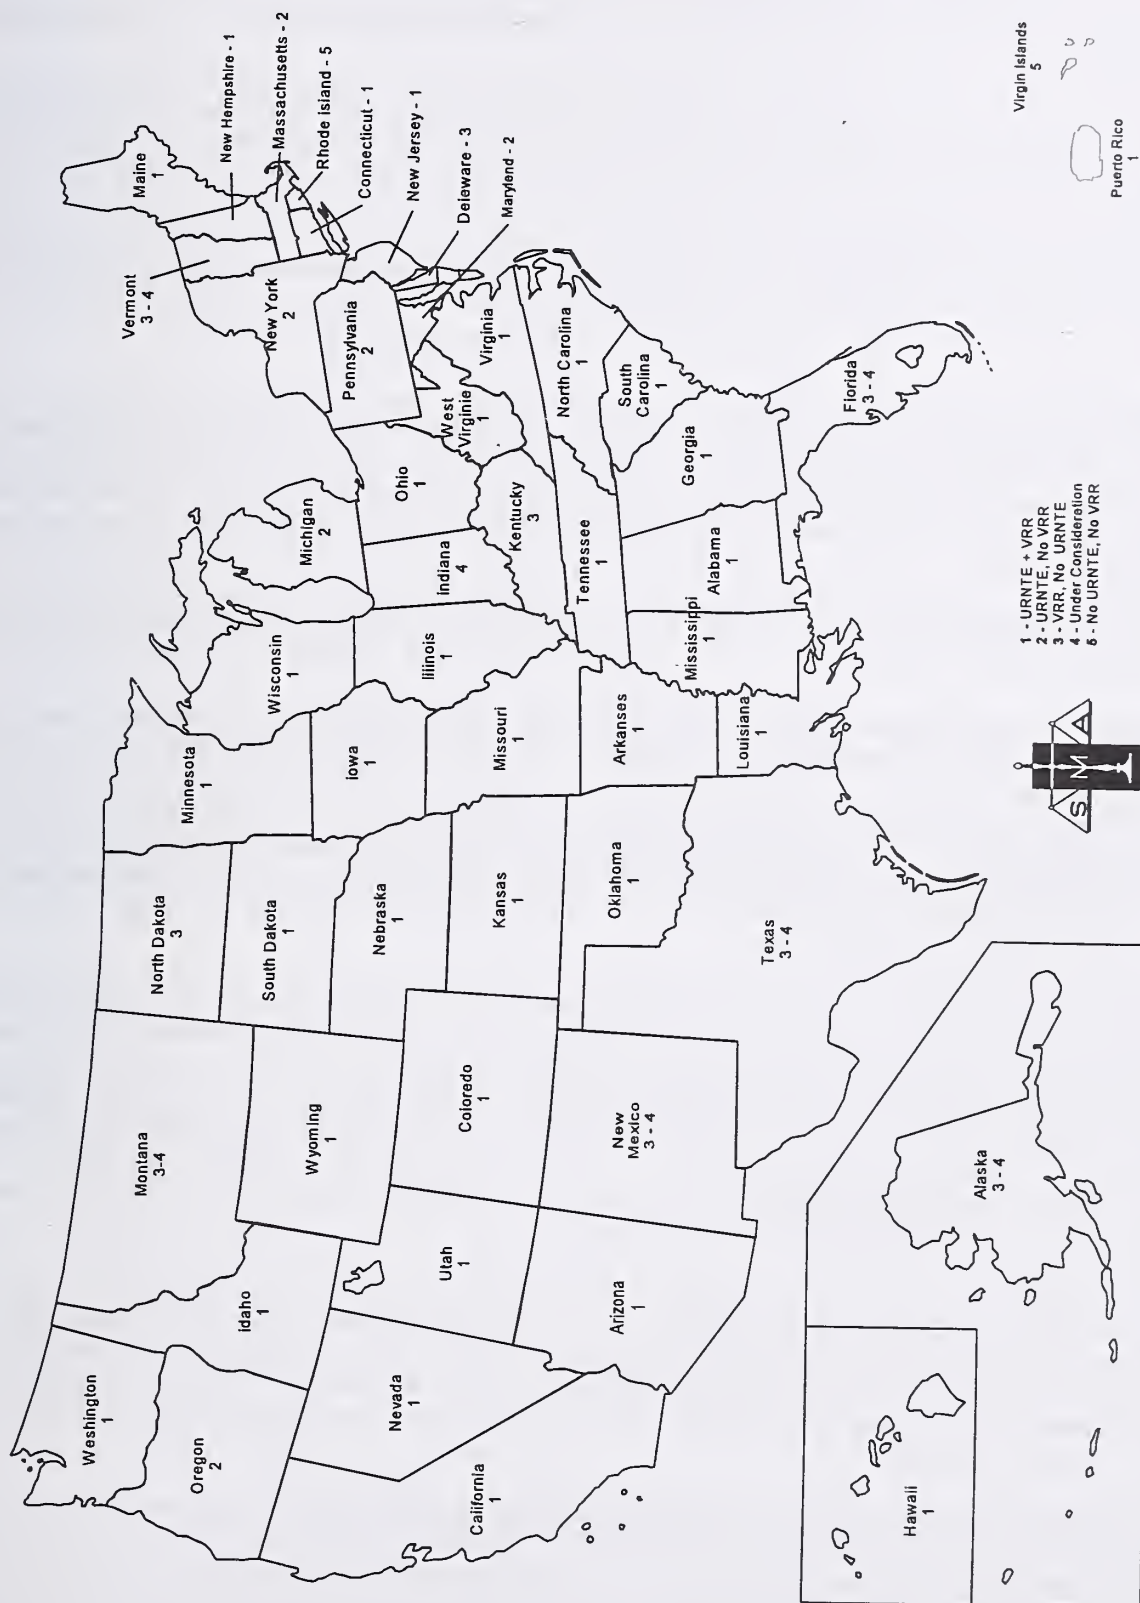 Weshington
1
Oregon
2
California
1
Nevada
1
Idaho
1
Montana
3-4
Wyoming
1
Utah
1
Arizona
1
Coloredo
1
New
Mexico
3 - 4
North Dakota
3
South Dakota
1
Nebraska
1
Kansas
1
Oklahoma
1
Texas
3 - 4
Minnesota
1
Iowa
1
Missouri
1
Arkanses
1
Louisiana
1
Wisconsin
1
Illinois
1
Michigan
2
Indiana
4
Ohio
1
Kentucky
3
Tennessee
1
Mississippi
1
Alabama
1
Georgia
1
Florida
3 - 4
South
Carolina
1
North Carolina
1
Virginia
1
West
Virginie
1
Pennsylvania
2
New York
2
Vermont
3 - 4
Maine
1
New Hempshire - 1
Massachusetts - 2
Rhode Island - 5
Connecticut - 1
New Jersey - 1
Deleware - 3
Marylend - 2
Hawaii
1
Alaska
3 - 4
SMA
1 - URNTE + VRR
2 - URNTE, No VRR
3 - VRR, No URNTE
4 - Under Consideration
5 - No URNTE, No VRR
Puerto Rico
1
Virgin Islands
5